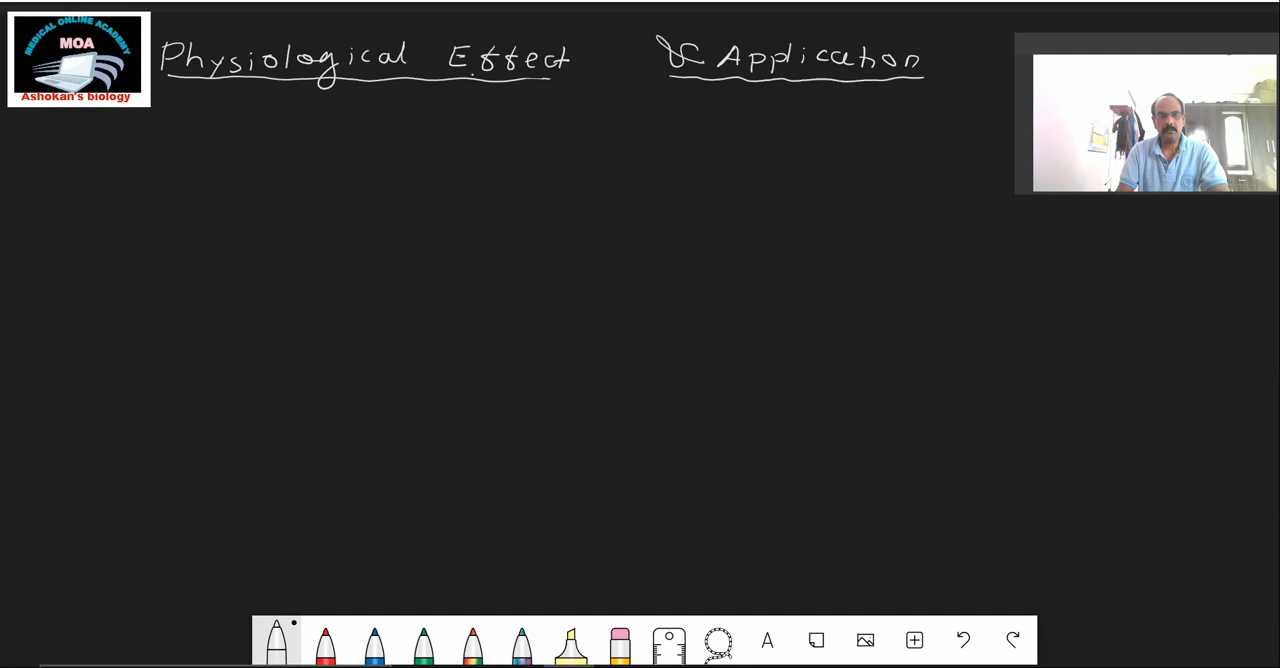 MEDICAL ONLINE ACADEMY
MOA
Ashokan's biology
Physiological Effect & Application
A